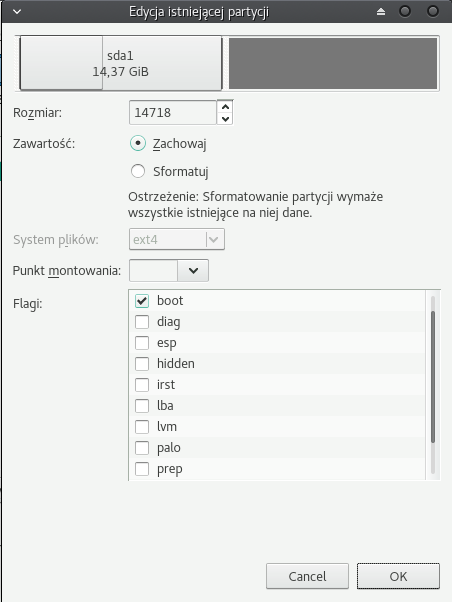 Edycja istniejącej partycji
sda1
14,37 GiB
Rozmiar:
14718
Zawartość:
Zachowaj
Sformatuj
Ostrzeżenie: Sformatowanie partycji wymaże
wszystkie istniejące na niej dane.
System plików:
ext4
Punkt montowania:
Flagi:
boot
diag
esp
hidden
irst
lba
lvm
palo
prep
Cancel
OK